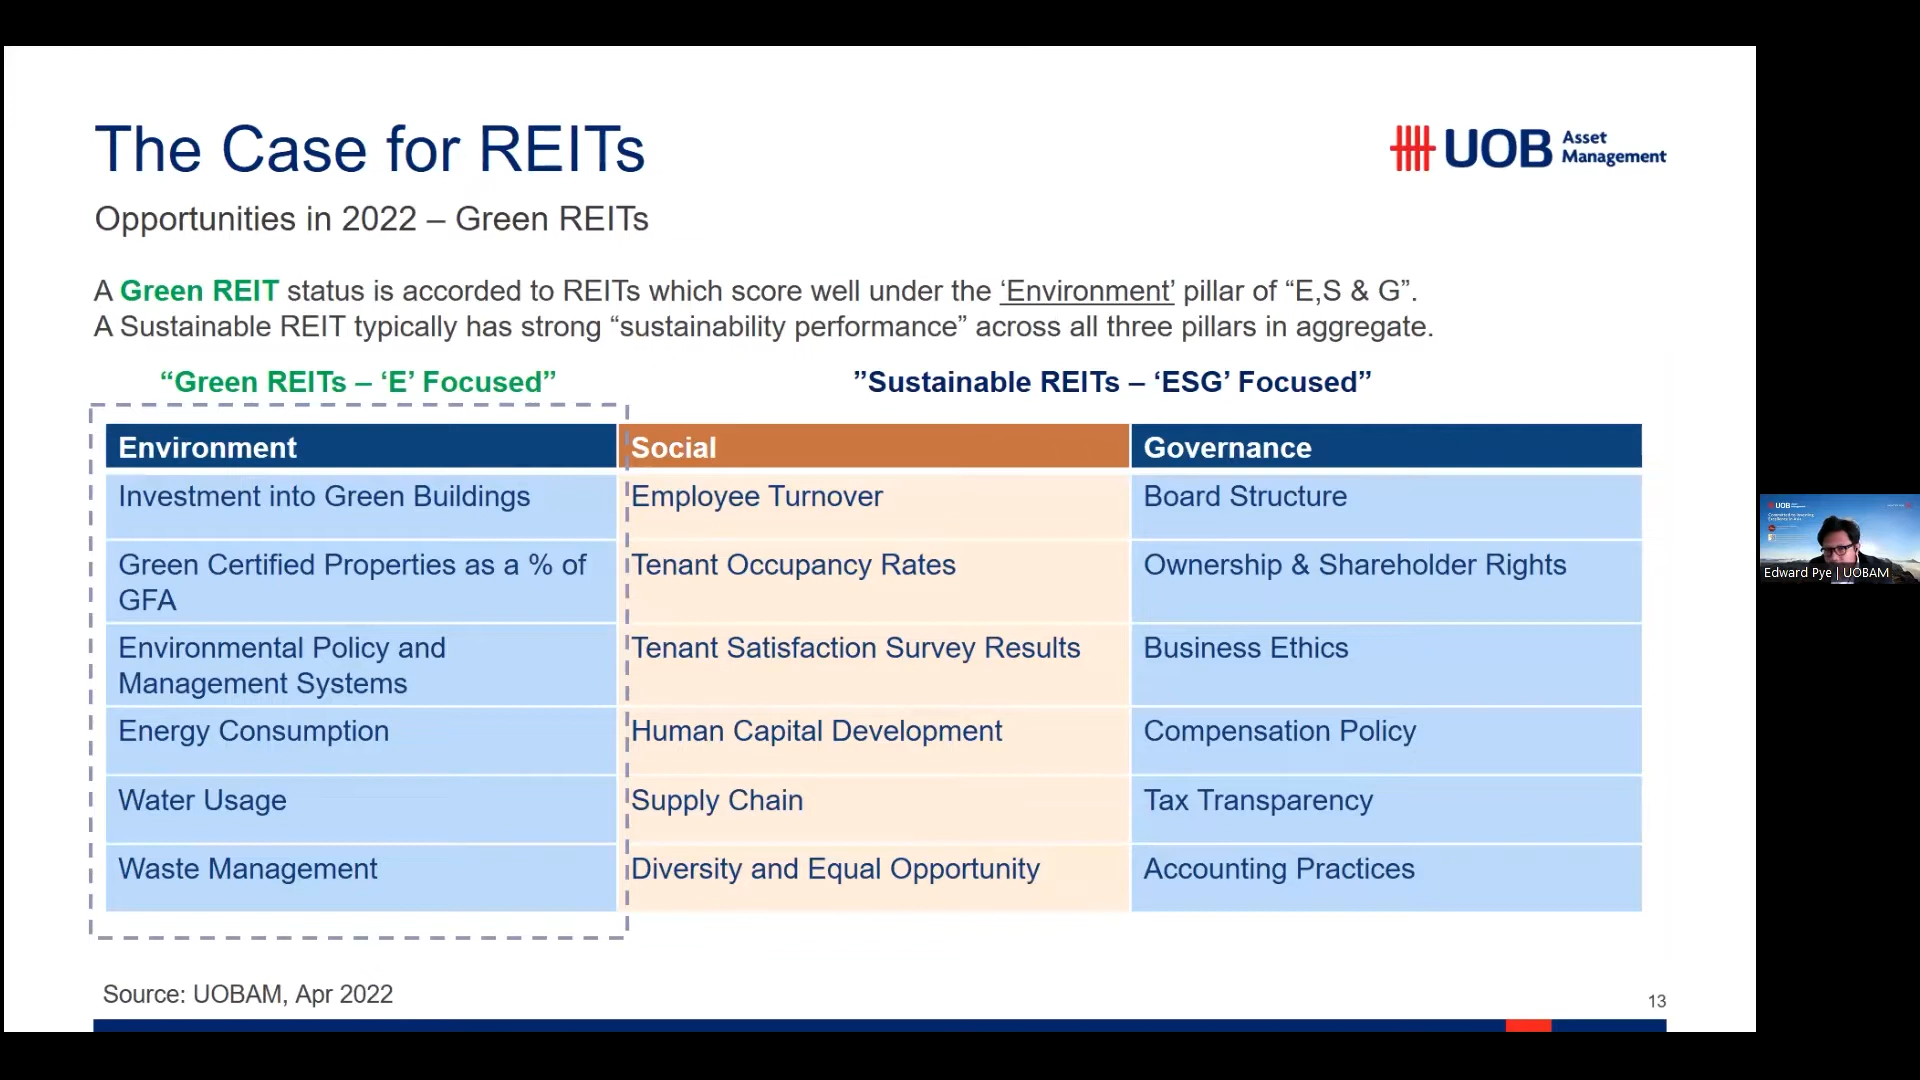 The Case for REITs
UOB Asset Management
Opportunities in 2022 – Green REITs
A Green REIT status is accorded to REITs which score well under the ‘Environment’ pillar of “E,S & G”.
A Sustainable REIT typically has strong “sustainability performance” across all three pillars in aggregate.
“Green REITs – ‘E’ Focused”
”Sustainable REITs – ‘ESG’ Focused”
Environment
Social
Governance
Investment into Green Buildings
Employee Turnover
Board Structure
Green Certified Properties as a % of
GFA
Tenant Occupancy Rates
Ownership & Shareholder Rights
Environmental Policy and
Management Systems
Tenant Satisfaction Survey Results
Business Ethics
Energy Consumption
Human Capital Development
Compensation Policy
Water Usage
Supply Chain
Tax Transparency
Waste Management
Diversity and Equal Opportunity
Accounting Practices
Source: UOBAM, Apr 2022
13
UOB
Edward Pye | UOBAM